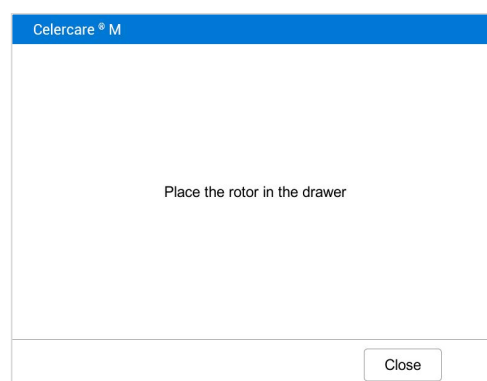 Celercare ® M
Place the rotor in the drawer
Close